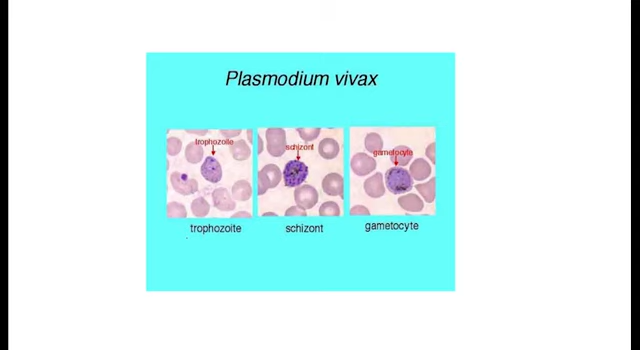 Plasmodium vivax
trophozoite
schizont
gametocyte
trophozoite
schizont
gametocyte